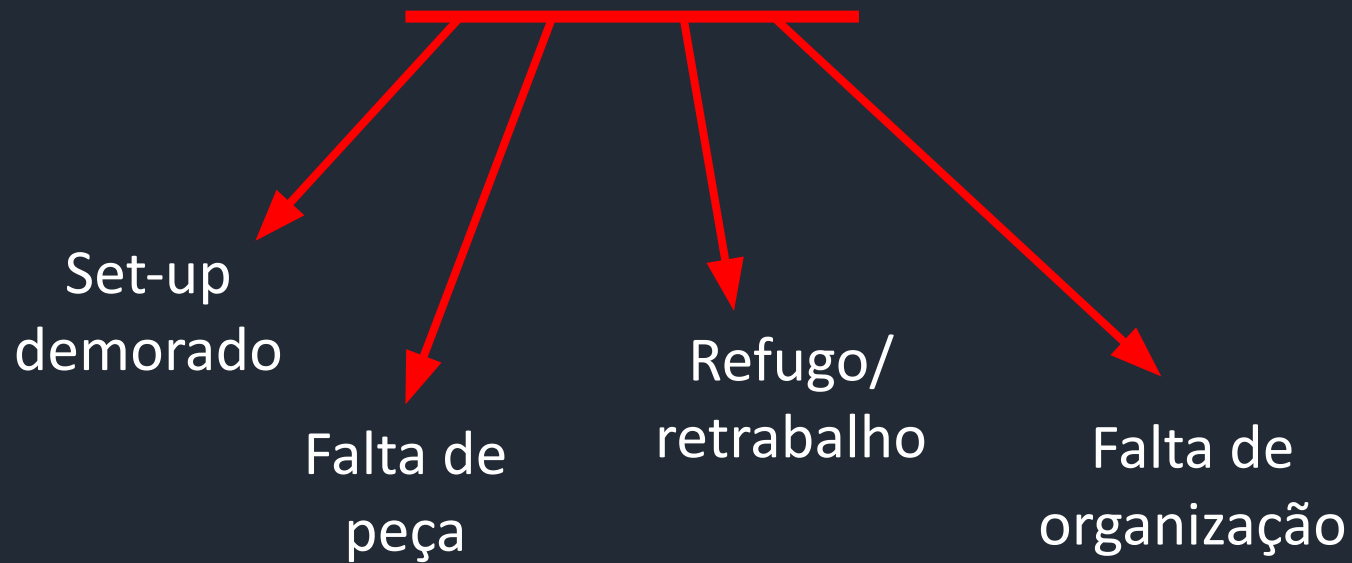 Set-up
demorado
Falta de
peça
Refugo/
retrabalho
Falta de
organização